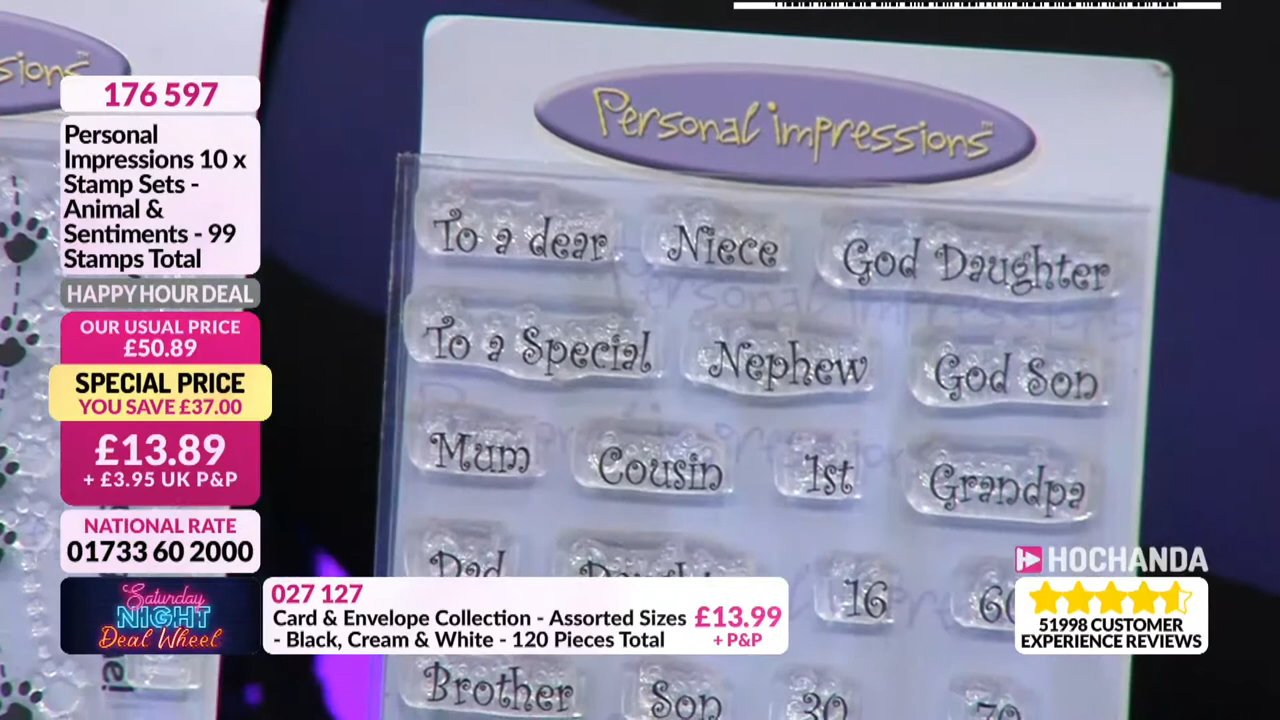 176 597
Personal
Impressions 10 x
Stamp Sets -
Animal &
Sentiments - 99
Stamps Total
HAPPY HOUR DEAL
OUR USUAL PRICE
£50.89
SPECIAL PRICE
YOU SAVE £37.00
£13.89
+ £3.95 UK P&P
NATIONAL RATE
01733 60 2000
Saturday
NIGHT
Deal Wheel
027 127
Card & Envelope Collection - Assorted Sizes
- Black, Cream & White - 120 Pieces Total
£13.99
+ P&P
Personal impressions™
To a dear Niece God Daughter
To a Special Nephew God Son
Mum Cousin 1st Grandpa
Dad 16
Brother Son 30 70
HOCHANDA
51998 CUSTOMER
EXPERIENCE REVIEWS